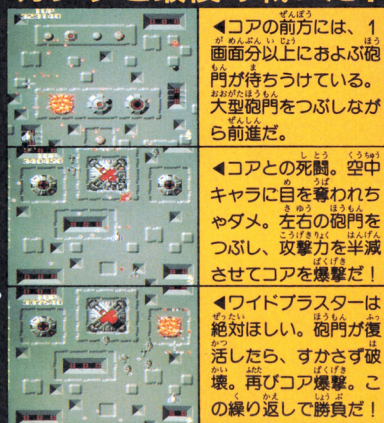 ◀コアの前方には、1
画面分以上におよぶ砲
門が待ちうけている。
大型砲門をつぶしなが
ら前進だ。
◀コアとの死闘。空中
キャラに目を奪われち
ゃダメ。左右の砲門を
つぶし、攻撃力を半減
させてコアを爆撃だ!
◀ワイドブラスターは
絶対ほしい。砲門が復
活したら、すかさず破
壊。再びコア爆撃。こ
の繰り返しで勝負だ!